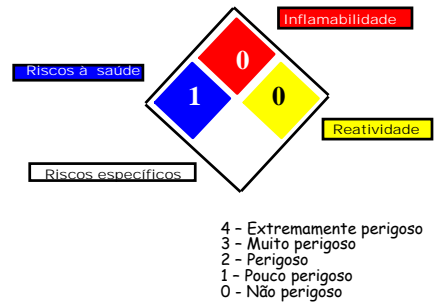 Inflamabilidade
0
Riscos à saúde
1
0
Reatividade
Riscos específicos
4 - Extremamente perigoso
3 - Muito perigoso
2 - Perigoso
1 - Pouco perigoso
0 - Não perigoso